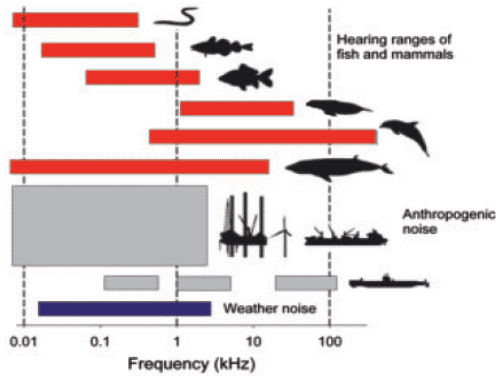 Hearing ranges of
fish and mammals
Anthropogenic
noise
Weather noise
0.01 0.1 1 10 100
Frequency (kHz)